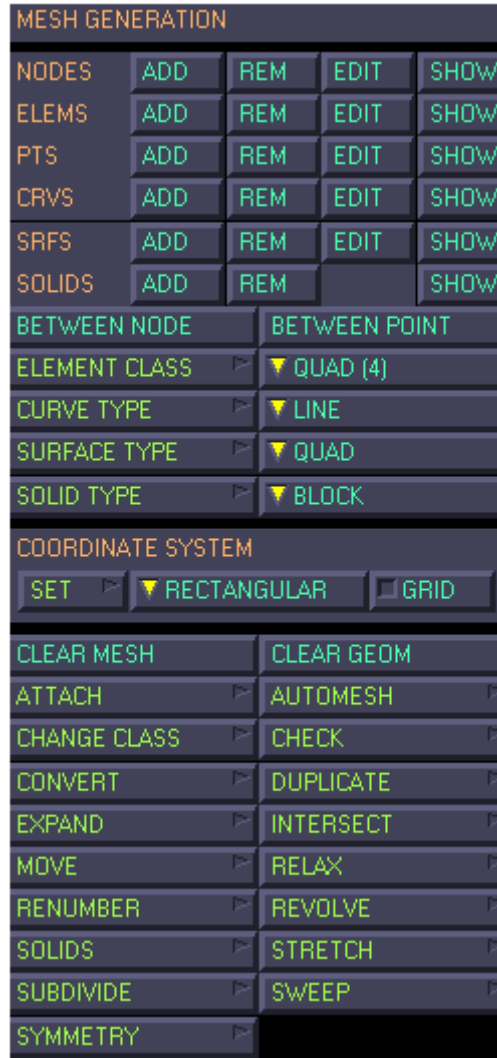 MESH GENERATION
NODES ADD REM EDIT SHOW
ELEMS ADD REM EDIT SHOW
PTS ADD REM EDIT SHOW
CRVS ADD REM EDIT SHOW
SRFS ADD REM EDIT SHOW
SOLIDS ADD REM SHOW
BETWEEN NODE BETWEEN POINT
ELEMENT CLASS QUAD (4)
CURVE TYPE LINE
SURFACE TYPE QUAD
SOLID TYPE BLOCK
COORDINATE SYSTEM
SET RECTANGULAR GRID
CLEAR MESH CLEAR GEOM
ATTACH AUTOMESH
CHANGE CLASS CHECK
CONVERT DUPLICATE
EXPAND INTERSECT
MOVE RELAX
RENUMBER REVOLVE
SOLIDS STRETCH
SUBDIVIDE SWEEP
SYMMETRY